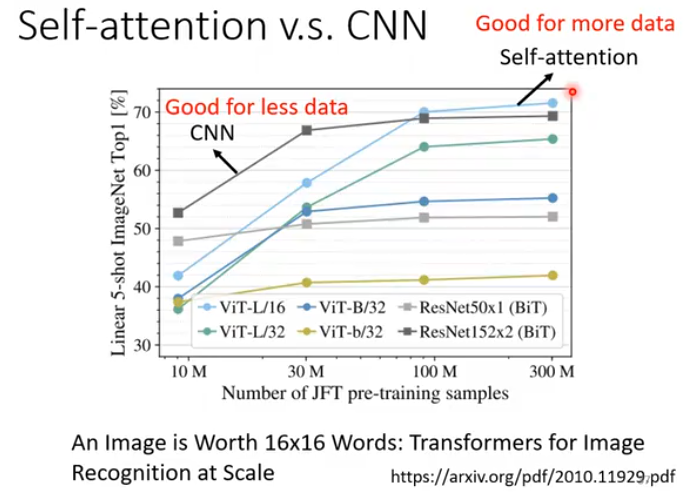 Self-attention v.s. CNN
Good for more data
Self-attention
Good for less data
CNN
Linear 5-shot ImageNet Top1 [%]
70
60
50
40
30
ViT-L/16
ViT-B/32
ResNet50x1 (BiT)
ViT-L/32
ViT-b/32
ResNet152x2 (BiT)
10 M
30 M
100 M
300 M
Number of JFT pre-training samples
An Image is Worth 16x16 Words: Transformers for Image
Recognition at Scale
https://arxiv.org/pdf/2010.11929.pdf